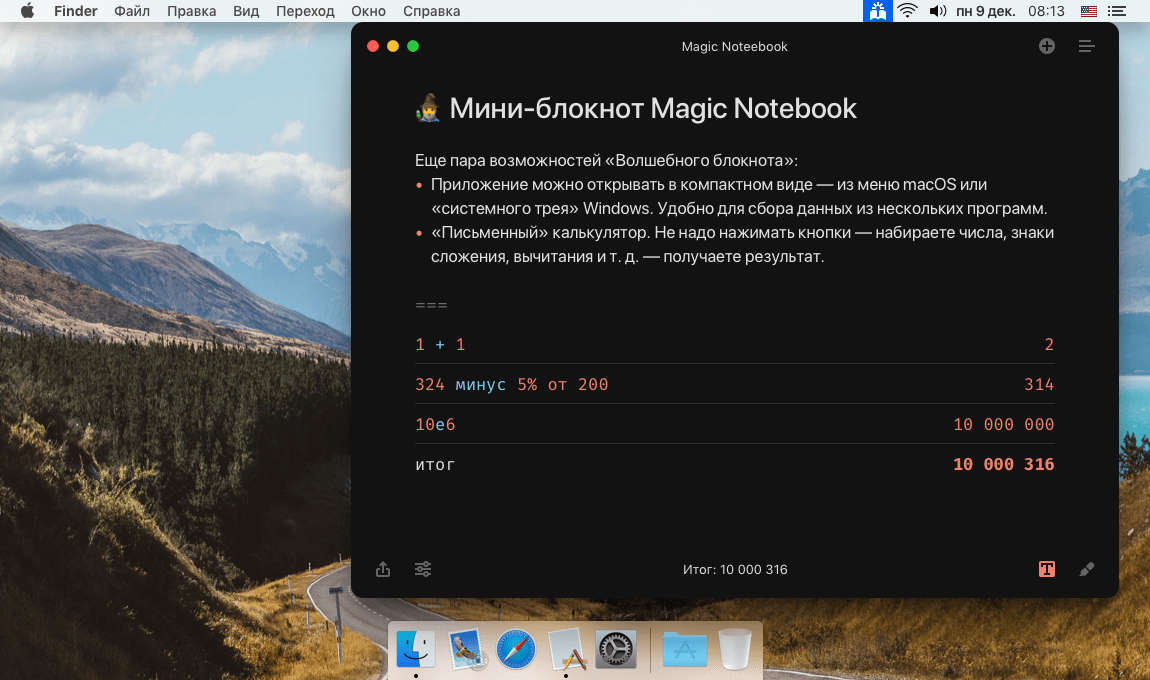 Finder Файл Правка Вид Переход Окно Справка пн 9 дек. 08:13
Magic Noteebook
Мини-блокнот Magic Notebook
Еще пара возможностей «Волшебного блокнота»:
• Приложение можно открывать в компактном виде — из меню macOS или
«системного трея» Windows. Удобно для сбора данных из нескольких программ.
• «Письменный» калькулятор. Не надо нажимать кнопки — набираете числа, знаки
сложения, вычитания и т. д. — получаете результат.
===
1 + 1 2
324 минус 5% от 200 314
10е6 10 000 000
итог 10 000 316
Итог: 10 000 316 T